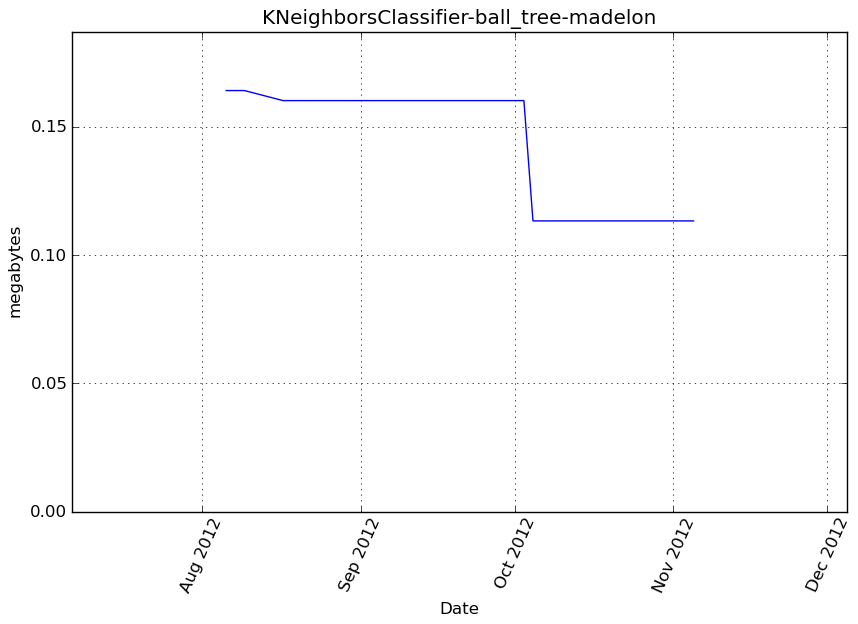 KNeighborsClassifier-ball_tree-madelon
megabytes
0.15
0.10
0.05
0.00
Aug 2012
Sep 2012
Oct 2012
Nov 2012
Dec 2012
Date